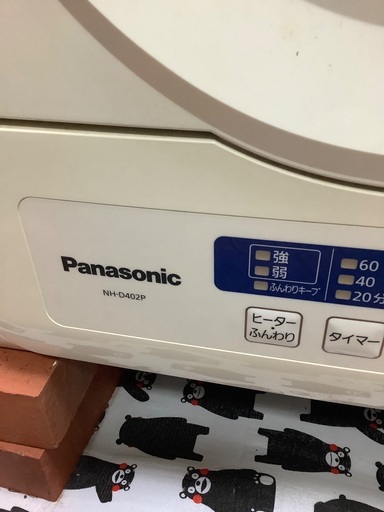 Panasonic
NH-D402P
強
弱
ふんわりキープ
60
40
20分
ヒーター
ふんわり
タイマー